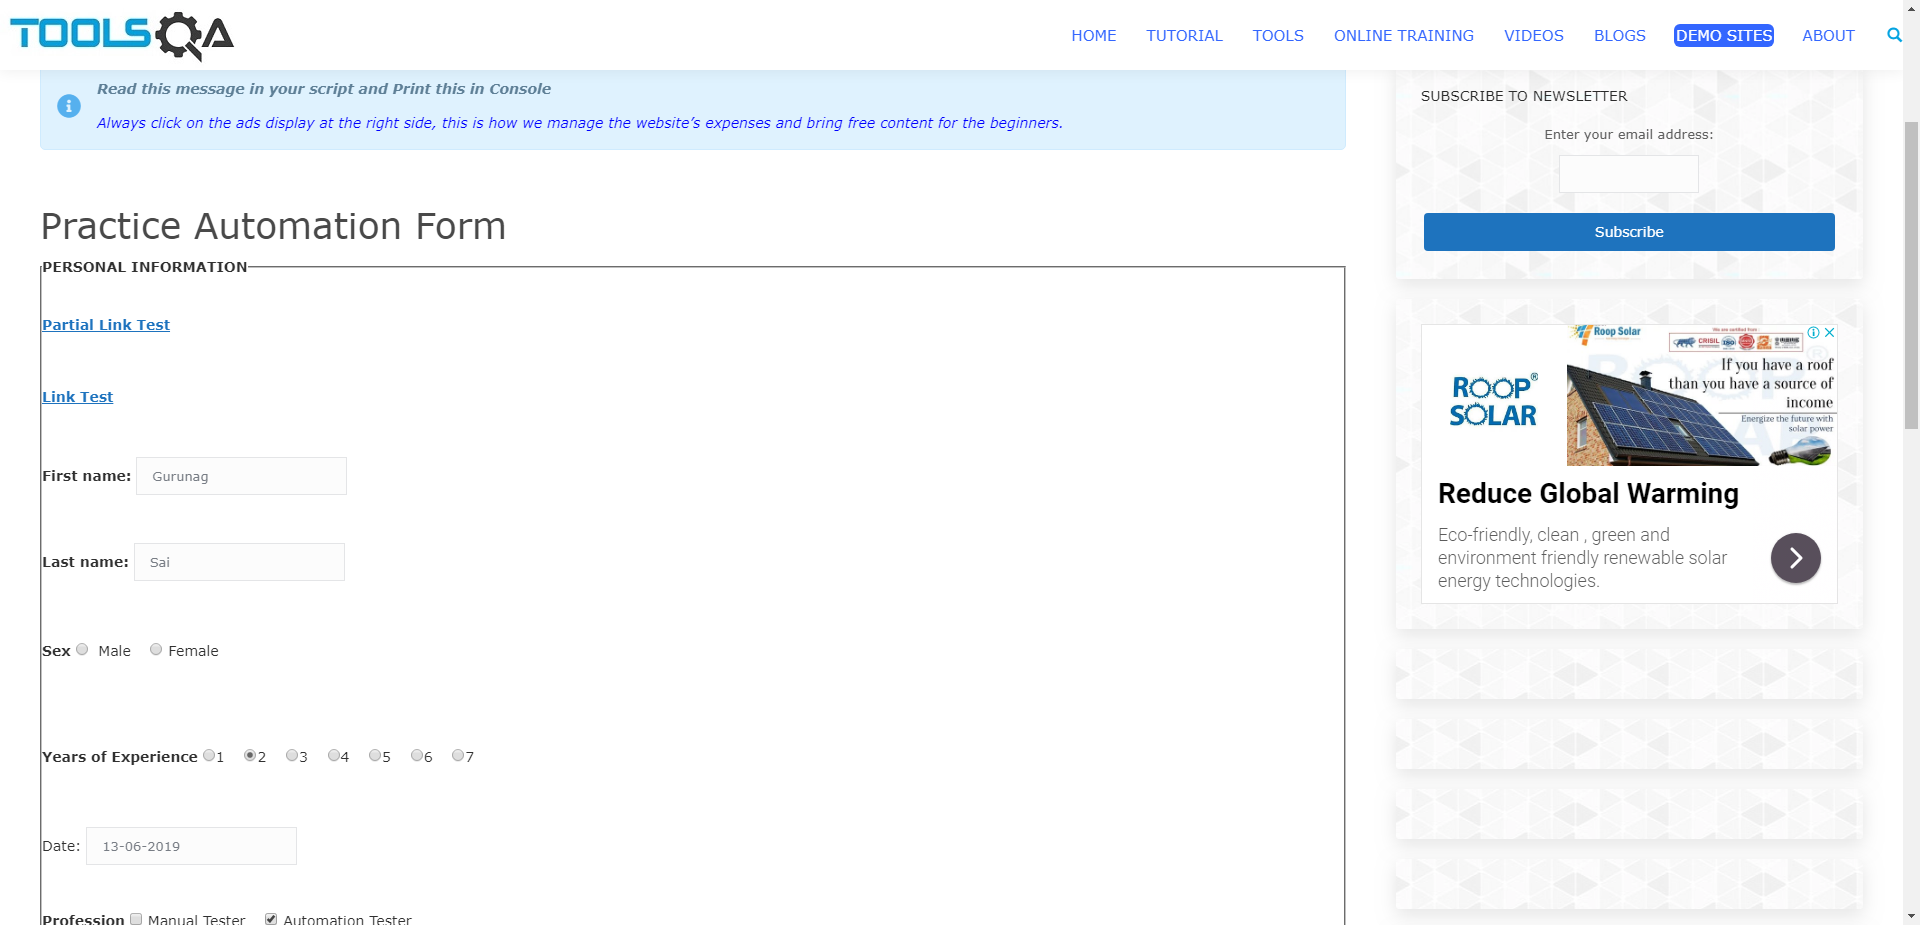 TOOLSQA
HOME TUTORIAL TOOLS ONLINE TRAINING VIDEOS BLOGS DEMO SITES ABOUT
Read this message in your script and Print this in Console
Always click on the ads display at the right side, this is how we manage the website’s expenses and bring free content for the beginners.
Practice Automation Form
PERSONAL INFORMATION
Partial Link Test
Link Test
First name: Gurunag
Last name: Sai
Sex Male Female
Years of Experience 1 2 3 4 5 6 7
Date: 13-06-2019
Profession Manual Tester Automation Tester
SUBSCRIBE TO NEWSLETTER
Enter your email address:
Subscribe
Roop Solar
We are certified from :
CRISIL ISO
ROOP®
SOLAR
If you have a roof
than you have a source of
income
Energize the future with
solar power
Reduce Global Warming
Eco-friendly, clean , green and
environment friendly renewable solar
energy technologies.